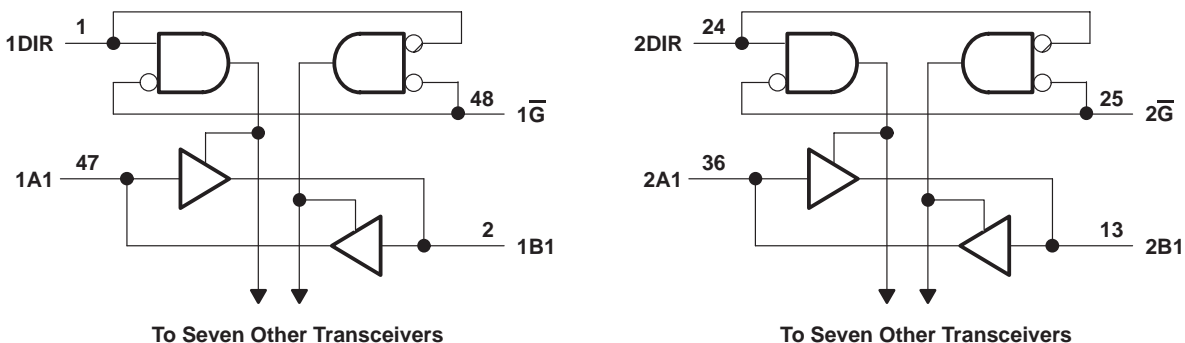 1 24
1DIR 2DIR
48 25
1G̅ 2G̅
47 36
1A1 2A1
2 13
1B1 2B1
To Seven Other Transceivers To Seven Other Transceivers